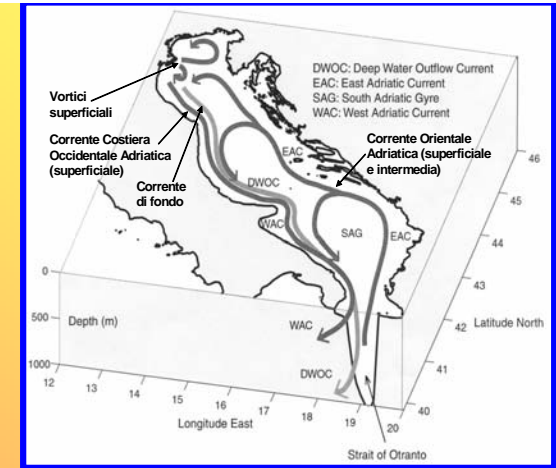 DWOC: Deep Water Outflow Current
EAC: East Adriatic Current
SAG: South Adriatic Gyre
WAC: West Adriatic Current
Vortici
superficiali
Corrente Costiera
Occidentale Adriatica
(superficiale)
Corrente
di fondo
Corrente Orientale
Adriatica (superficiale
e intermedia)
EAC
DWOC
WAC
SAG
EAC
WAC
DWOC
46
45
44
43
42
41
40
Latitude North
0
500
1000
Depth (m)
12
13
14
15
16
17
18
19
20
Longitude East
Strait of Otranto